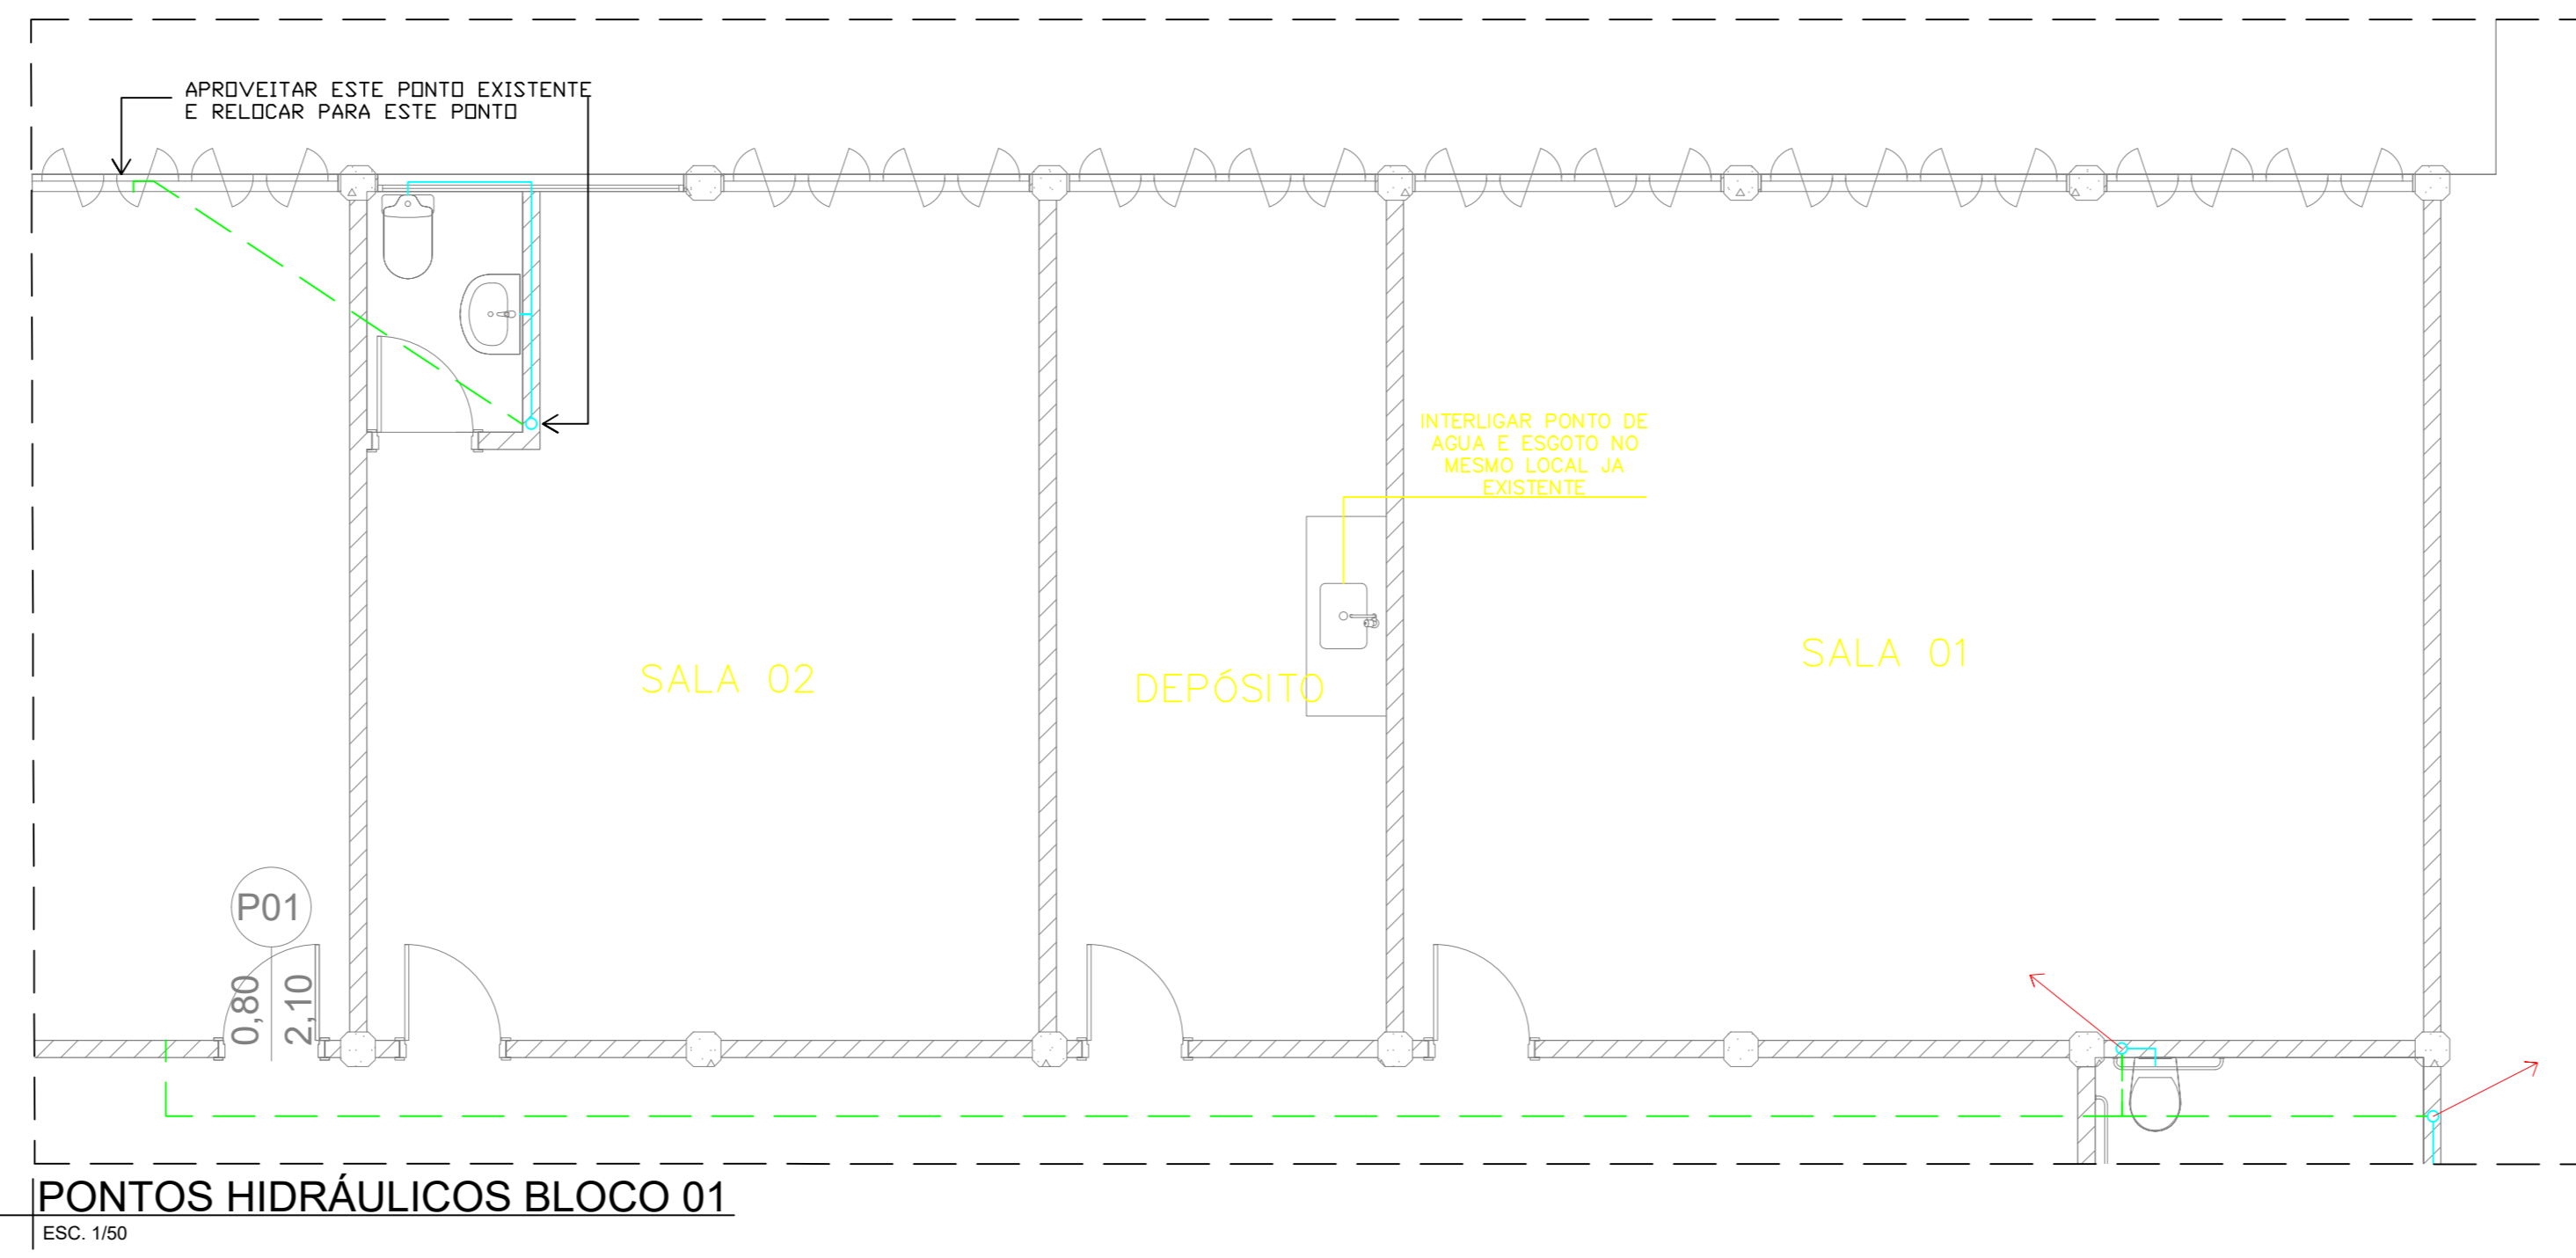 APROVEITAR ESTE PONTO EXISTENTE
E RELOCAR PARA ESTE PONTO
INTERLIGAR PONTO DE
AGUA E ESGOTO NO
MESMO LOCAL JA
EXISTENTE
SALA 02
DEPÓSITO
SALA 01
P01
0,80
2,10
PONTOS HIDRÁULICOS BLOCO 01
ESC. 1/50